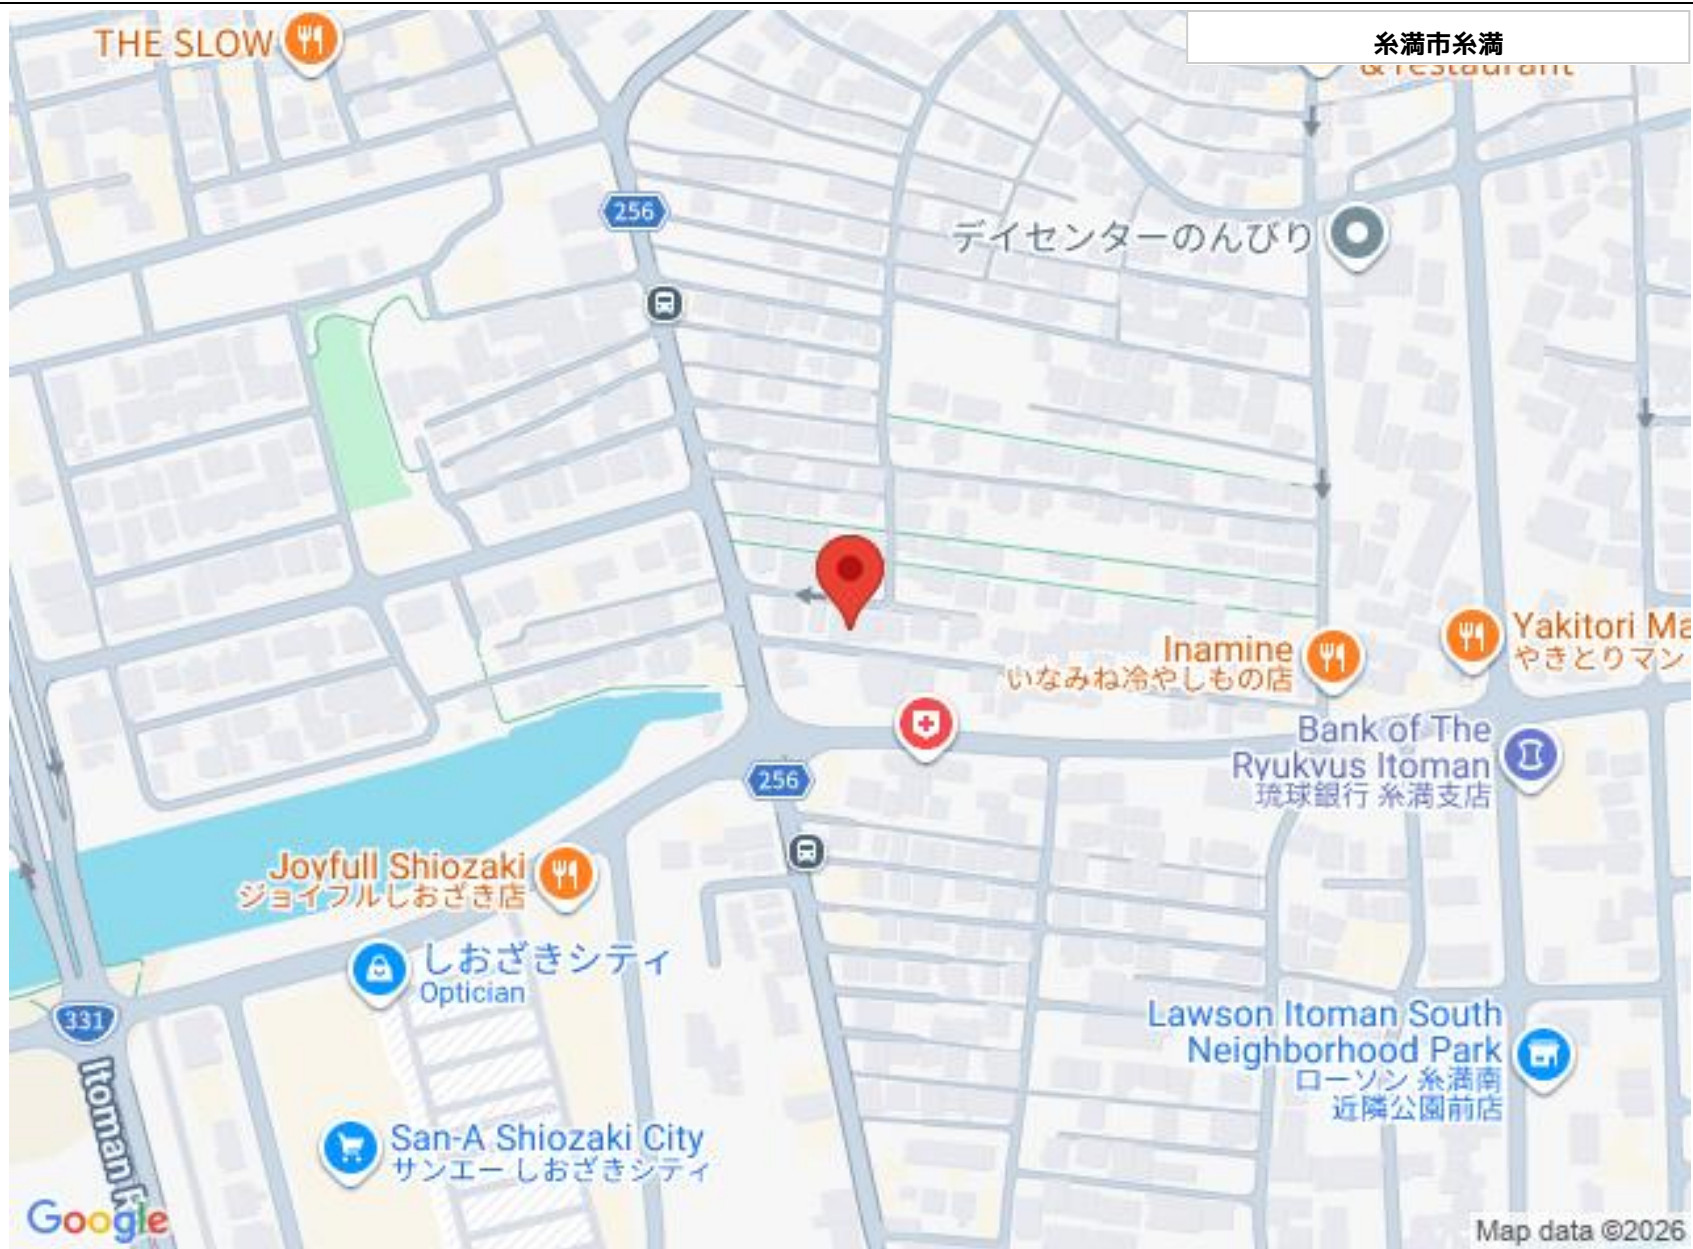 THE SLOW
糸満市糸満
& restaurant
256
デイセンターのんびり
Inamine
いなみね冷やしもの店
Yakitori Ma
やきとりマン
Bank of The
Ryukyus Itoman
琉球銀行 糸満支店
256
Joyfull Shiozaki
ジョイフルしおざき店
しおざきシティ
Optician
331
Itoman
Lawson Itoman South
Neighborhood Park
ローソン 糸満南
近隣公園前店
San-A Shiozaki City
サンエー しおざきシティ
Google
Map data ©2026